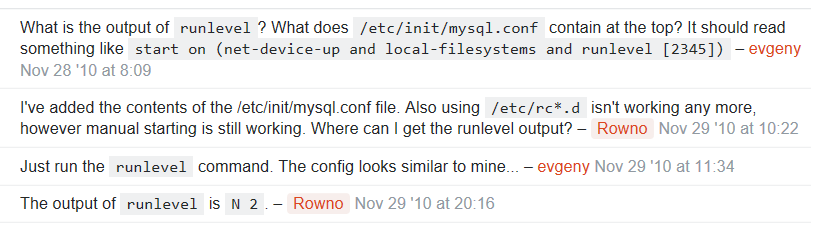 What is the output of runlevel ? What does /etc/init/mysql.conf contain at the top? It should read
something like start on (net-device-up and local-filesystems and runlevel [2345]) – evgeny
Nov 28 '10 at 8:09
I've added the contents of the /etc/init/mysql.conf file. Also using /etc/rc*.d isn't working any more,
however manual starting is still working. Where can I get the runlevel output? – Rowno Nov 29 '10 at 10:22
Just run the runlevel command. The config looks similar to mine... – evgeny Nov 29 '10 at 11:34
The output of runlevel is N 2 . – Rowno Nov 29 '10 at 20:16